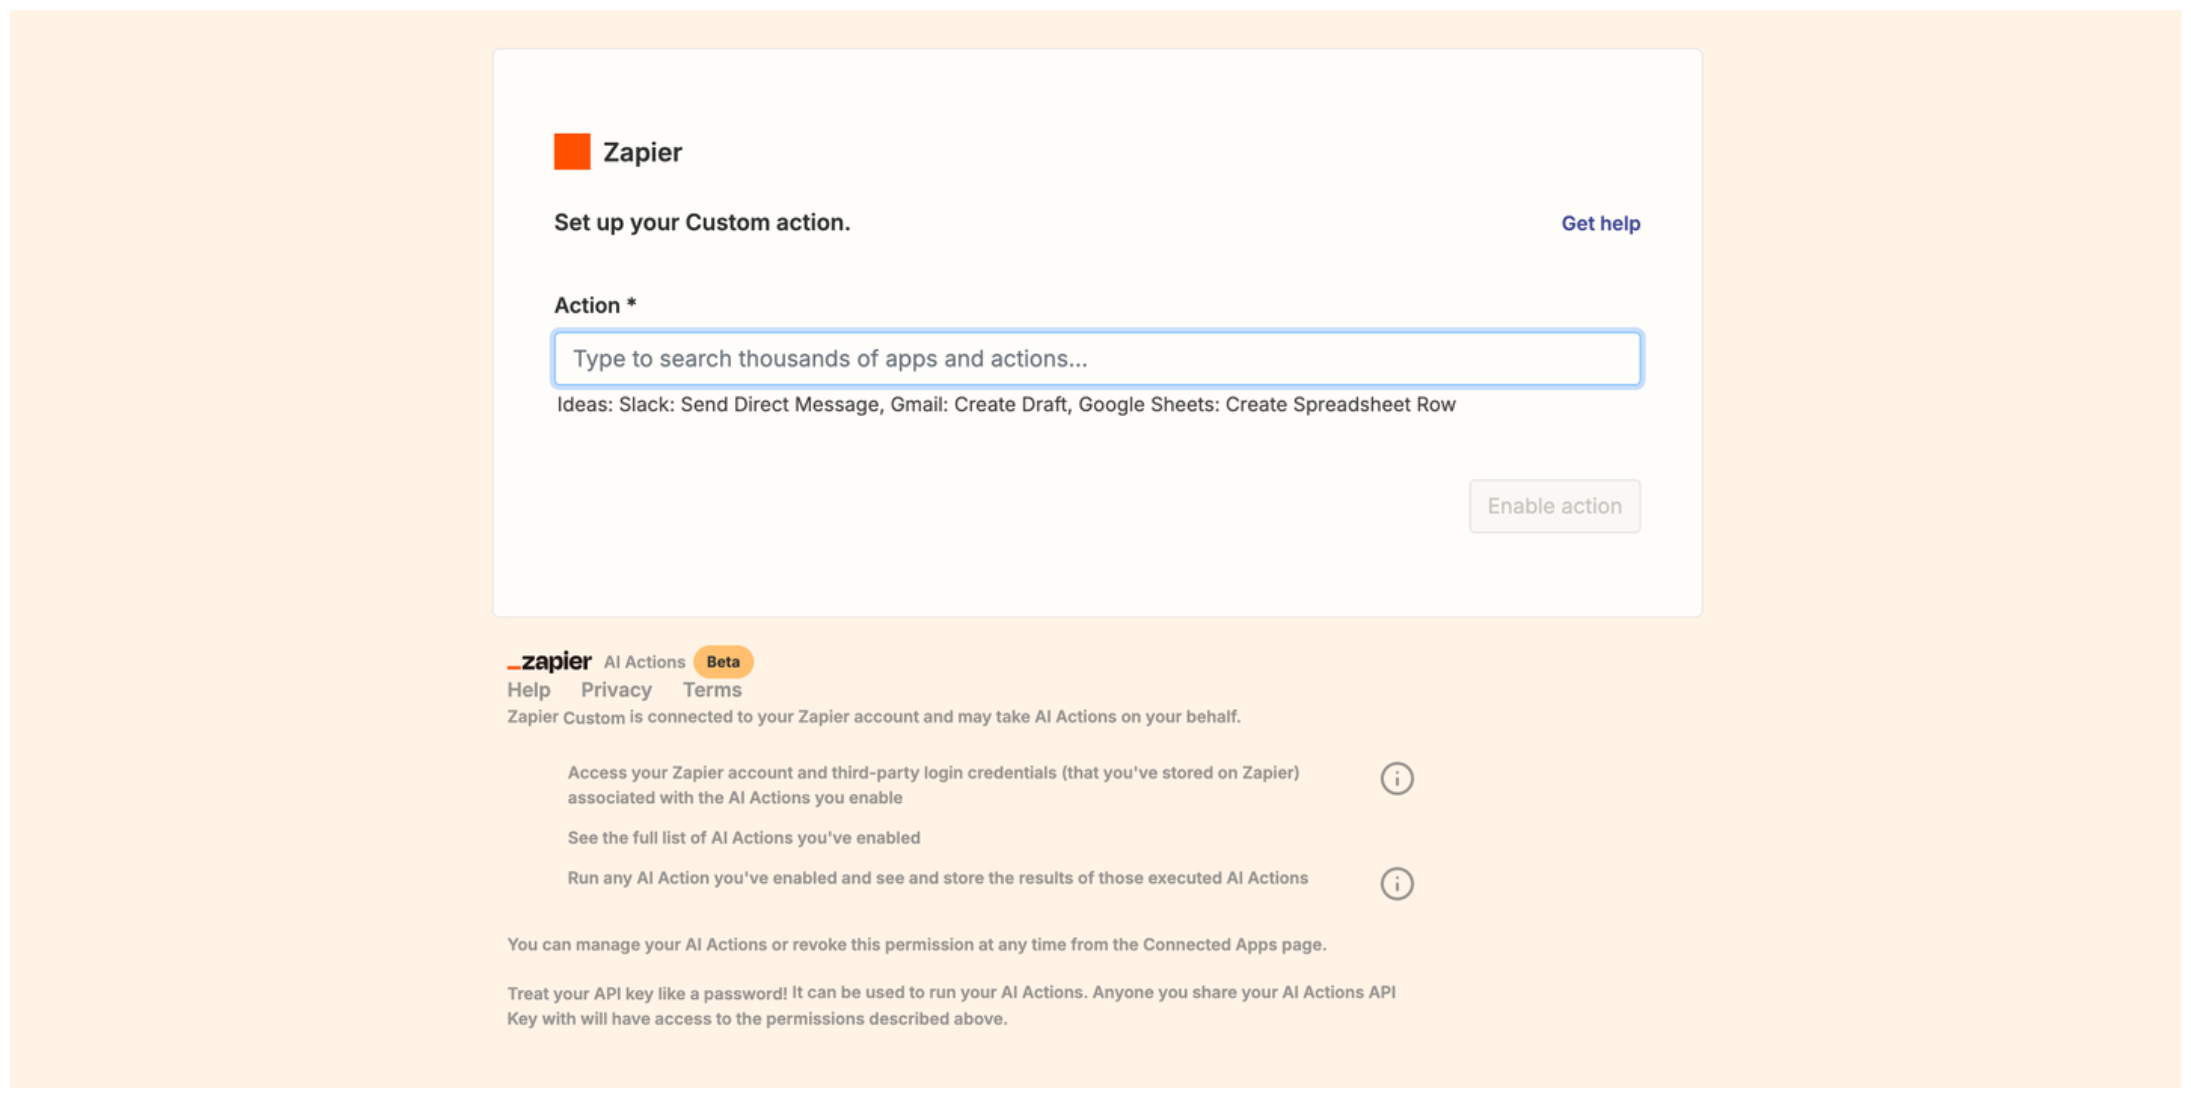 Zapier
Set up your Custom action.
Get help
Action *
Type to search thousands of apps and actions...
Ideas: Slack: Send Direct Message, Gmail: Create Draft, Google Sheets: Create Spreadsheet Row
Enable action
_zapier AI Actions Beta
Help Privacy Terms
Zapier Custom is connected to your Zapier account and may take AI Actions on your behalf.
Access your Zapier account and third-party login credentials (that you've stored on Zapier)
associated with the AI Actions you enable
See the full list of AI Actions you've enabled
Run any AI Action you've enabled and see and store the results of those executed AI Actions
You can manage your AI Actions or revoke this permission at any time from the Connected Apps page.
Treat your API key like a password! It can be used to run your AI Actions. Anyone you share your AI Actions API
Key with will have access to the permissions described above.